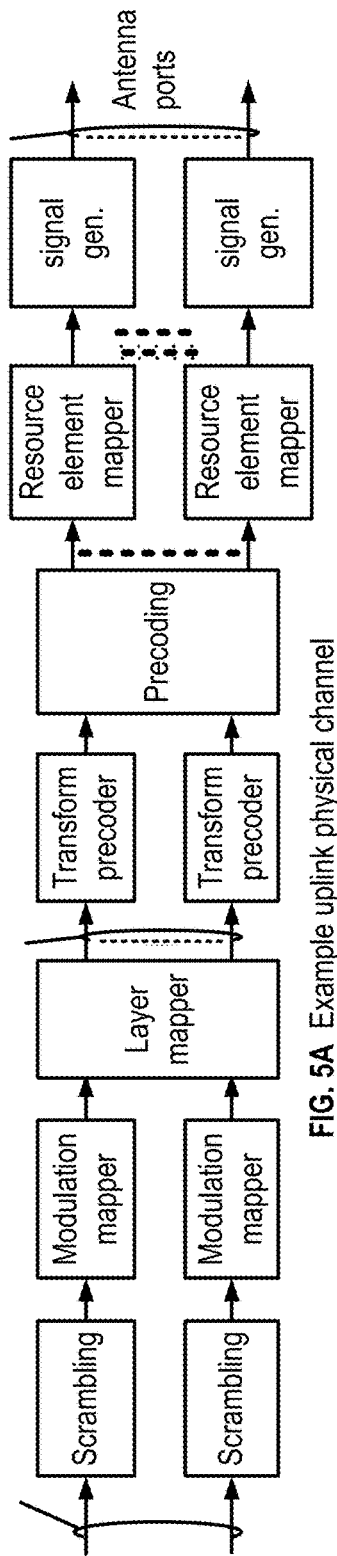 Scrambling
Modulation
mapper
Layer
mapper
Transform
precoder
Precoding
Resource
element
mapper
signal
gen.
Antenna
ports
Scrambling
Modulation
mapper
Transform
precoder
Resource
element
mapper
signal
gen.
FIG. 5A Example uplink physical channel